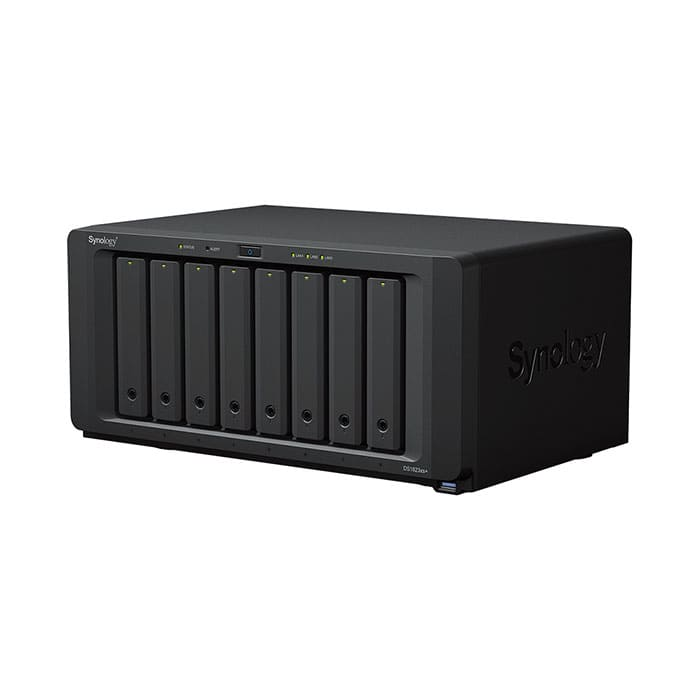 Synology
STATUS ALERT LAN1 LAN2 LAN3
DS1823xs+
Synology